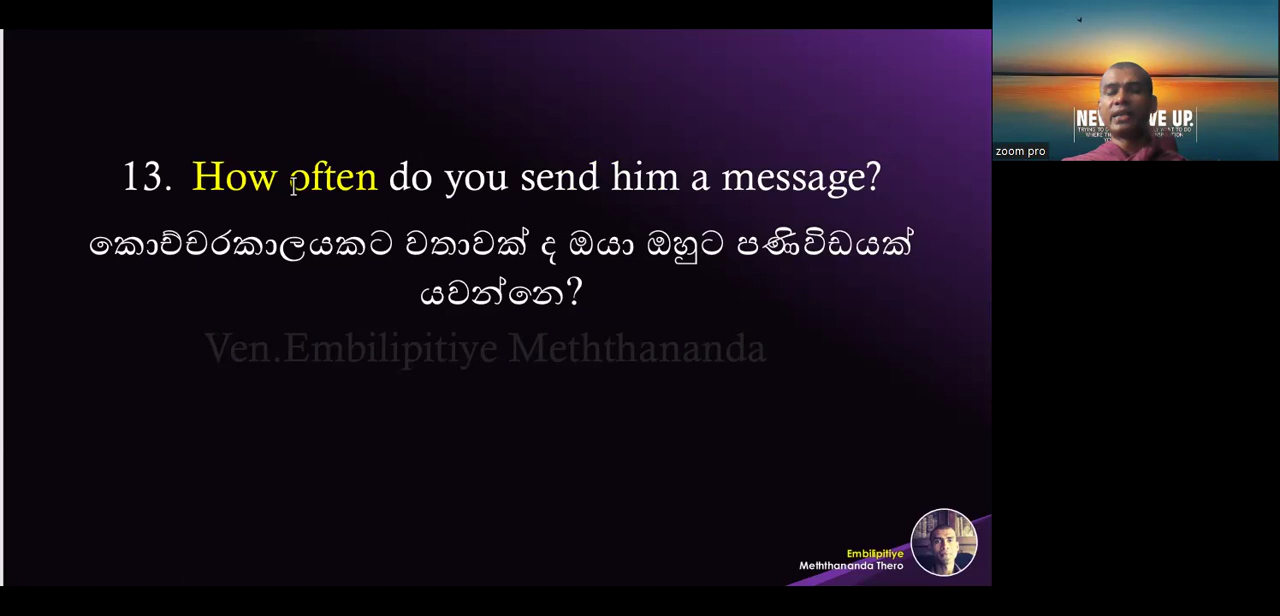 13. How often do you send him a message?
කොච්චරකාලයකට වතාවක් ද ඔයා ඔහුට පණිවිඩයක්
යවන්නෙ?
Ven.Embilipitiye Meththananda
Embilipitiye
Meththananda Thero
zoom pro